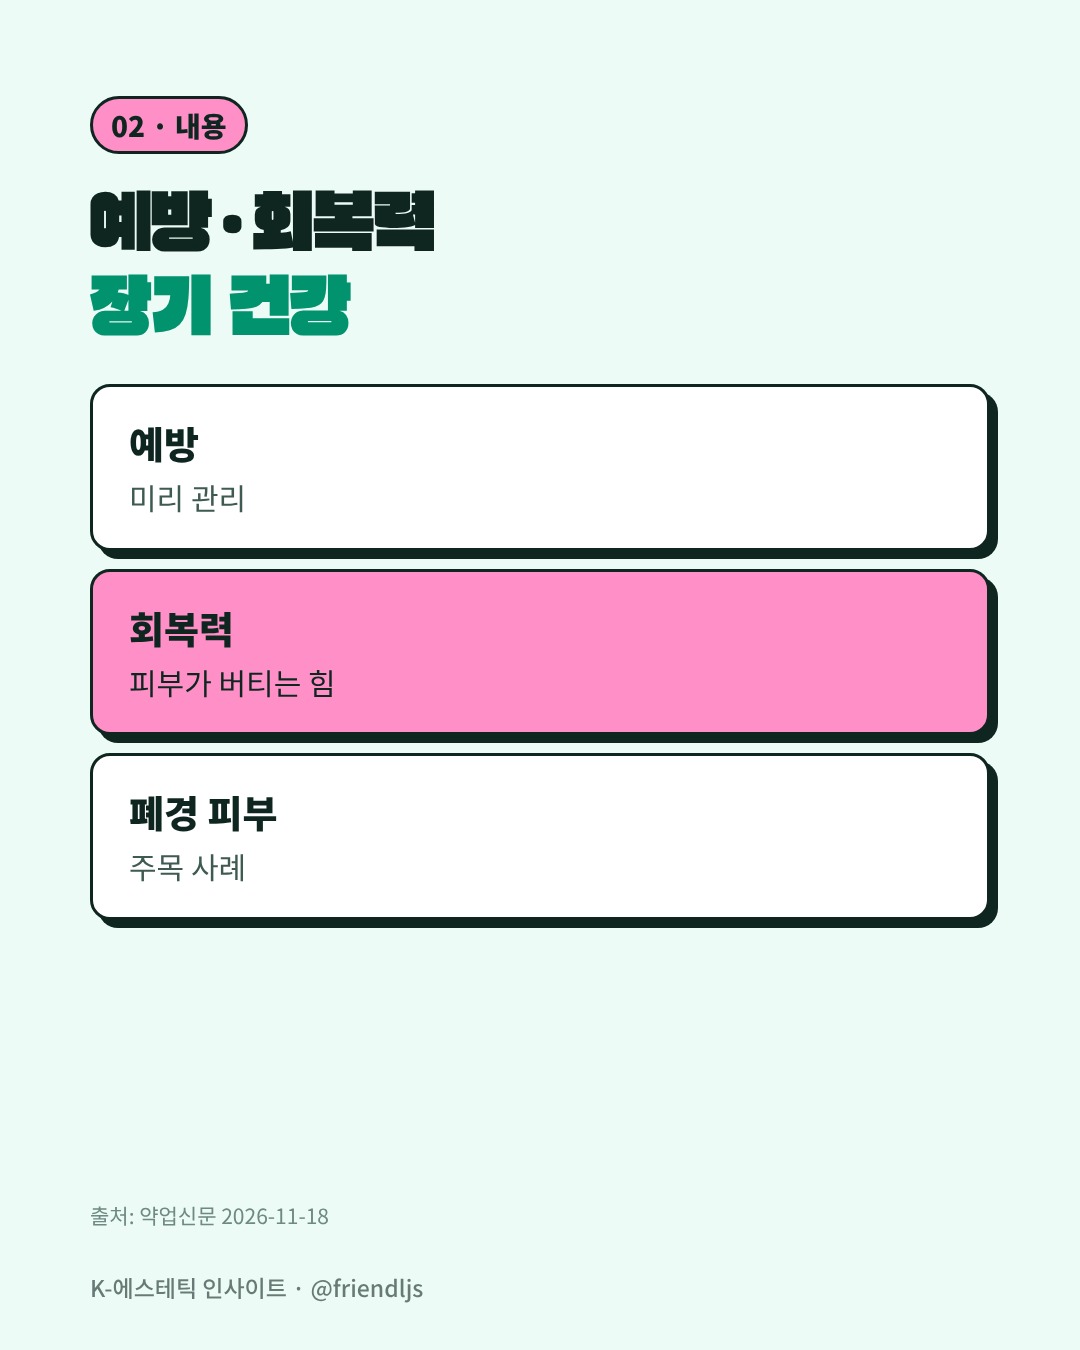 02 · 내용
예방·회복력
장기 건강
예방
미리 관리
회복력
피부가 버티는 힘
폐경 피부
주목 사례
출처: 약업신문 2026-11-18
K-에스테틱 인사이트 · @friendljs